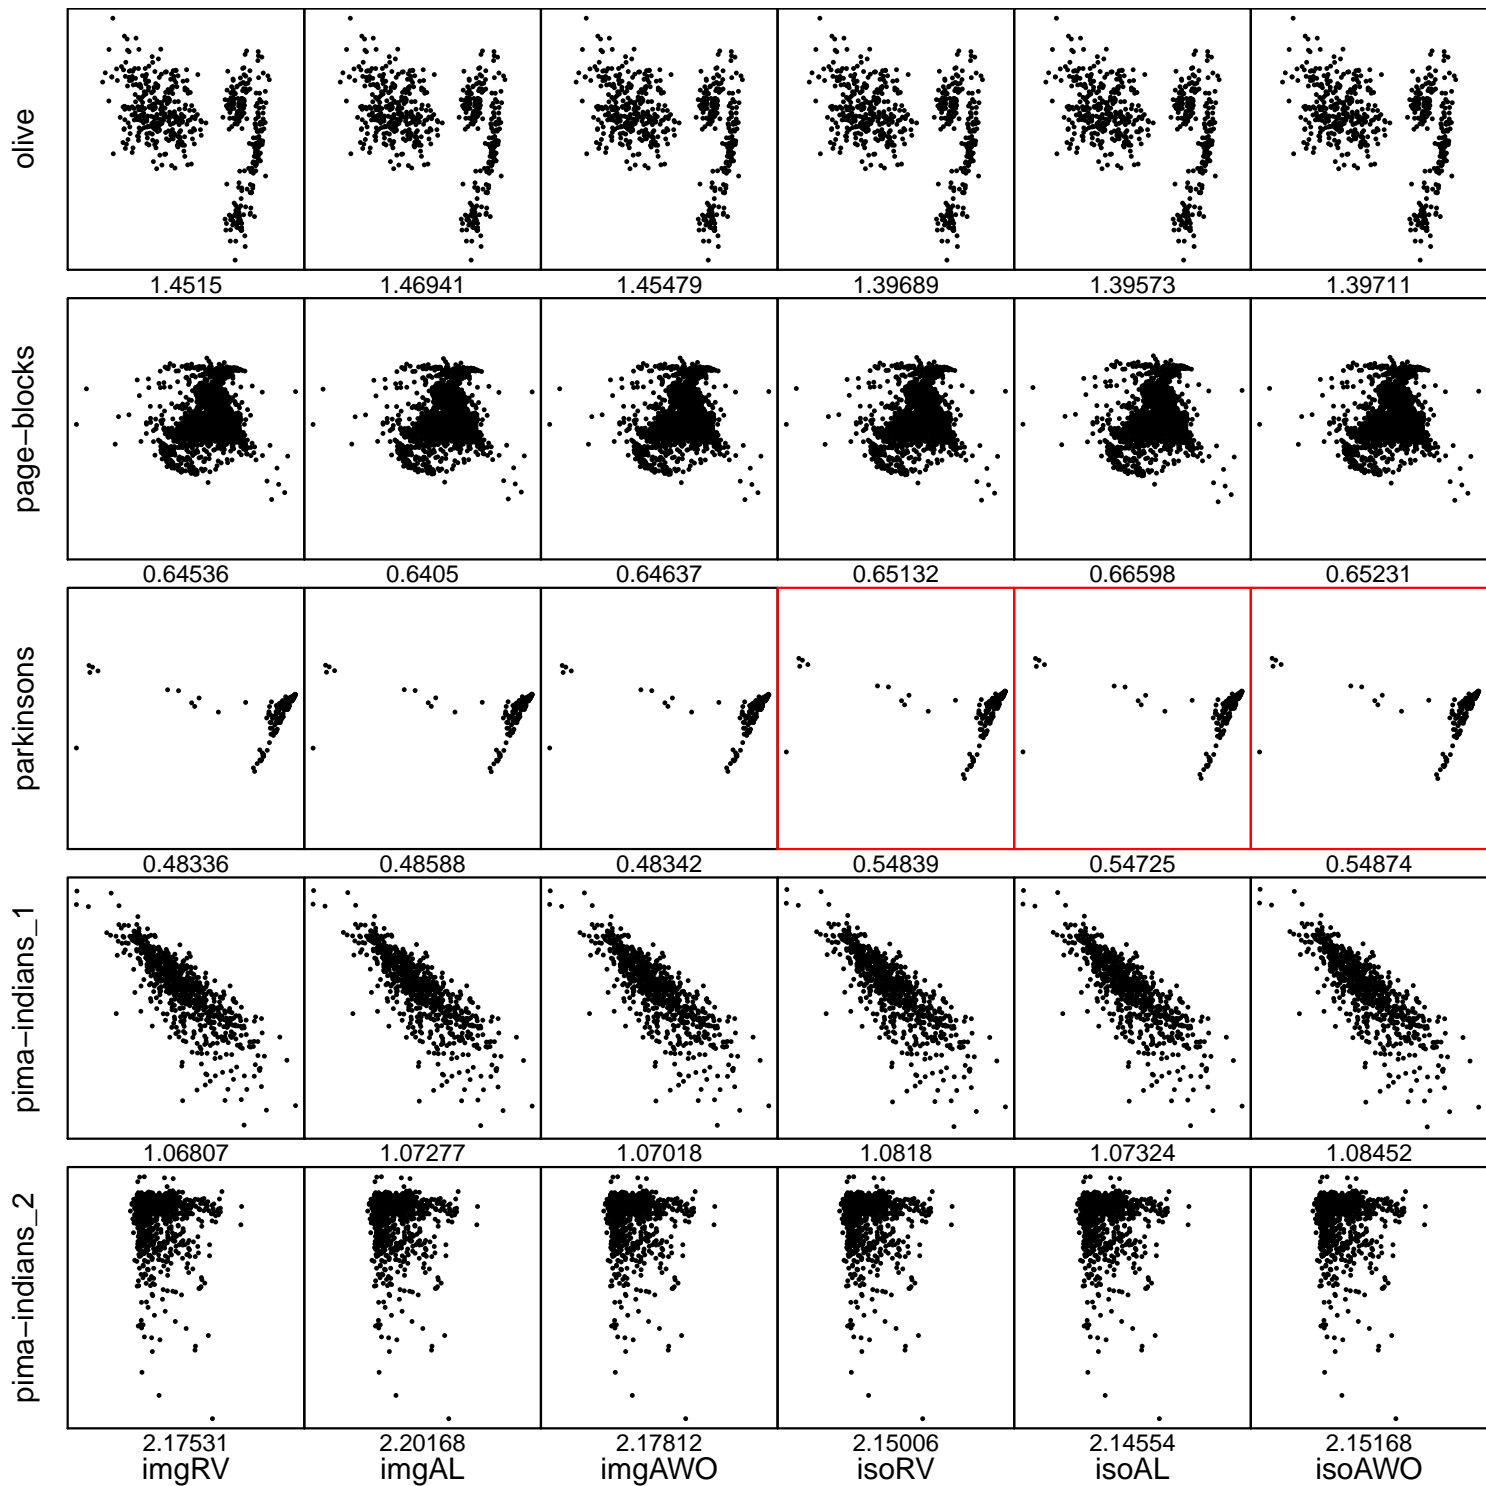 olive
1.4515 1.46941 1.45479 1.39689 1.39573 1.39711
page-blocks
0.64536 0.6405 0.64637 0.65132 0.66598 0.65231
parkinsons
0.48336 0.48588 0.48342 0.54839 0.54725 0.54874
pima-indians_1
1.06807 1.07277 1.07018 1.0818 1.07324 1.08452
pima-indians_2
2.17531 2.20168 2.17812 2.15006 2.14554 2.15168
imgRV imgAL imgAWO isoRV isoAL isoAWO